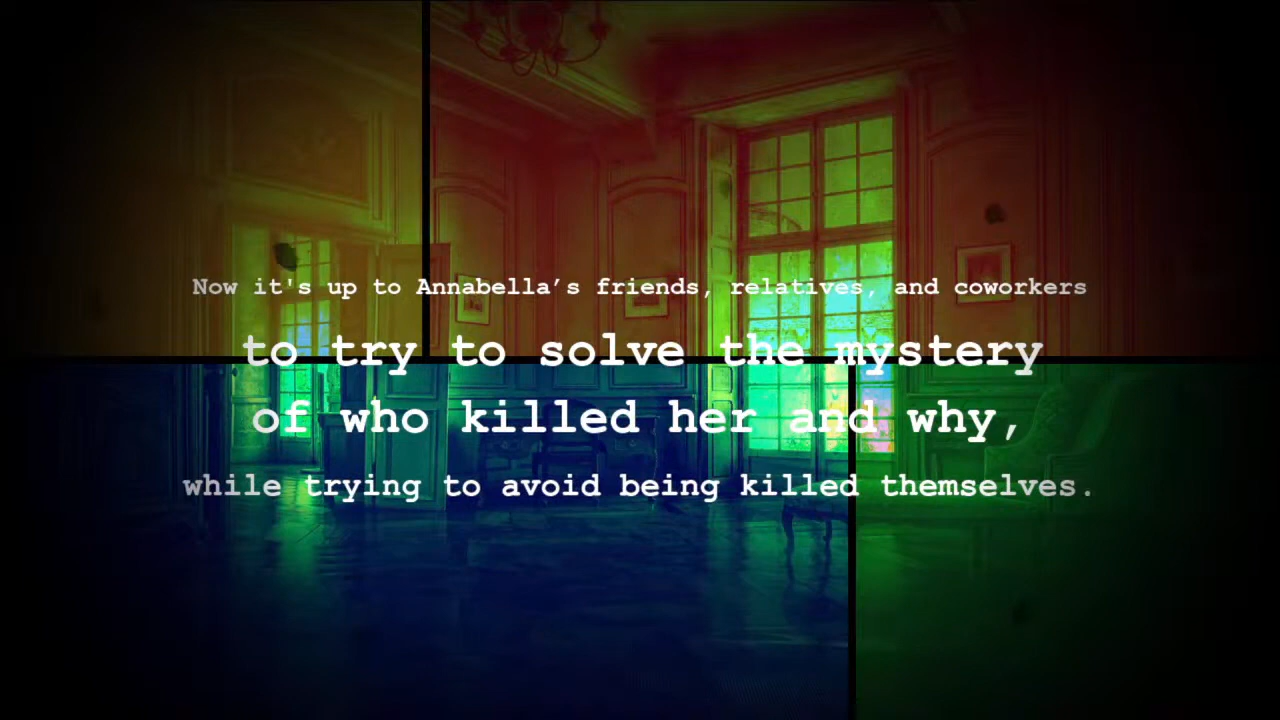 Now it's up to Annabella’s friends, relatives, and coworkers
to try to solve the mystery
of who killed her and why,
while trying to avoid being killed themselves.